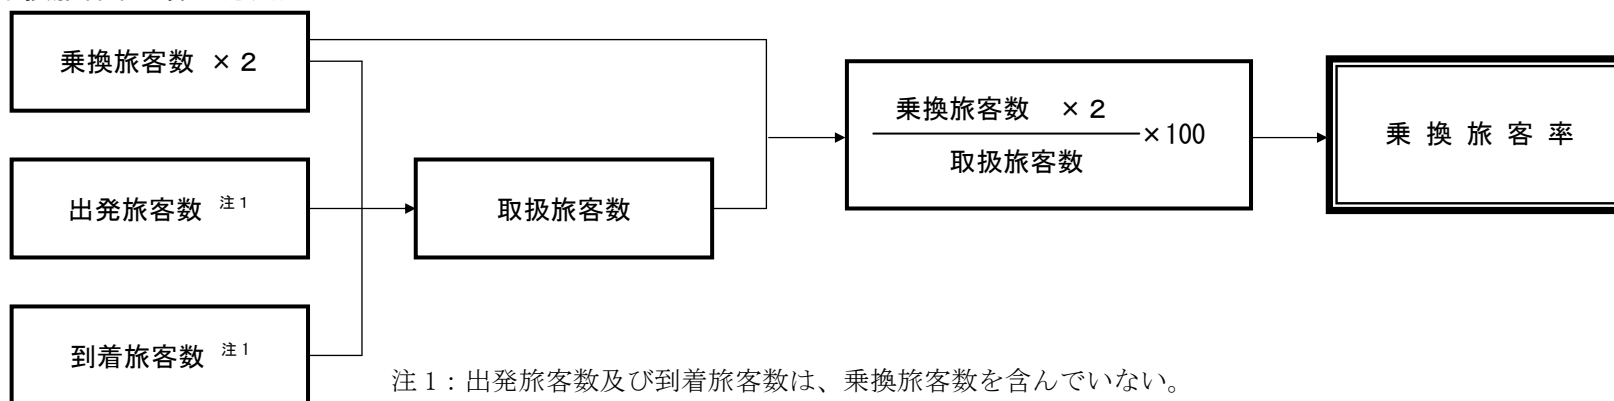 乗換旅客数 × 2
乗換旅客数 × 2
×100
取扱旅客数
乗 換 旅 客 率
出発旅客数 注1
取扱旅客数
到着旅客数 注1
注1:出発旅客数及び到着旅客数は、乗換旅客数を含んでいない。